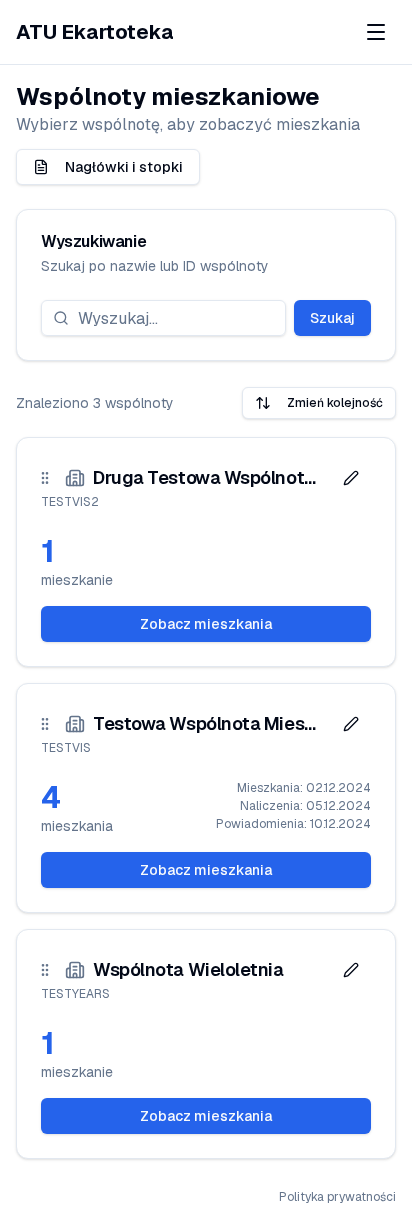 ATU Ekartoteka
Wspólnoty mieszkaniowe
Wybierz wspólnotę, aby zobaczyć mieszkania
Nagłówki i stopki
Wyszukiwanie
Szukaj po nazwie lub ID wspólnoty
Wyszukaj...
Szukaj
Znaleziono 3 wspólnoty
Zmień kolejność
Druga Testowa Wspólnot...
TESTVIS2
1
mieszkanie
Zobacz mieszkania
Testowa Wspólnota Mies...
TESTVIS
4
mieszkania
Mieszkania: 02.12.2024
Naliczenia: 05.12.2024
Powiadomienia: 10.12.2024
Zobacz mieszkania
Wspólnota Wieloletnia
TESTYEARS
1
mieszkanie
Zobacz mieszkania
Polityka prywatności